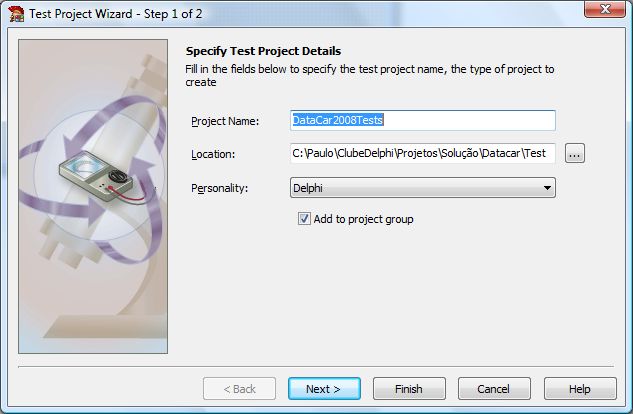 Test Project Wizard - Step 1 of 2
Specify Test Project Details
Fill in the fields below to specify the test project name, the type of project to
create
Project Name: DataCar2008Tests
Location: C:\Paulo\ClubeDelphi\Projetos\Solução\Datacar\Test ...
Personality: Delphi
Add to project group
< Back Next > Finish Cancel Help